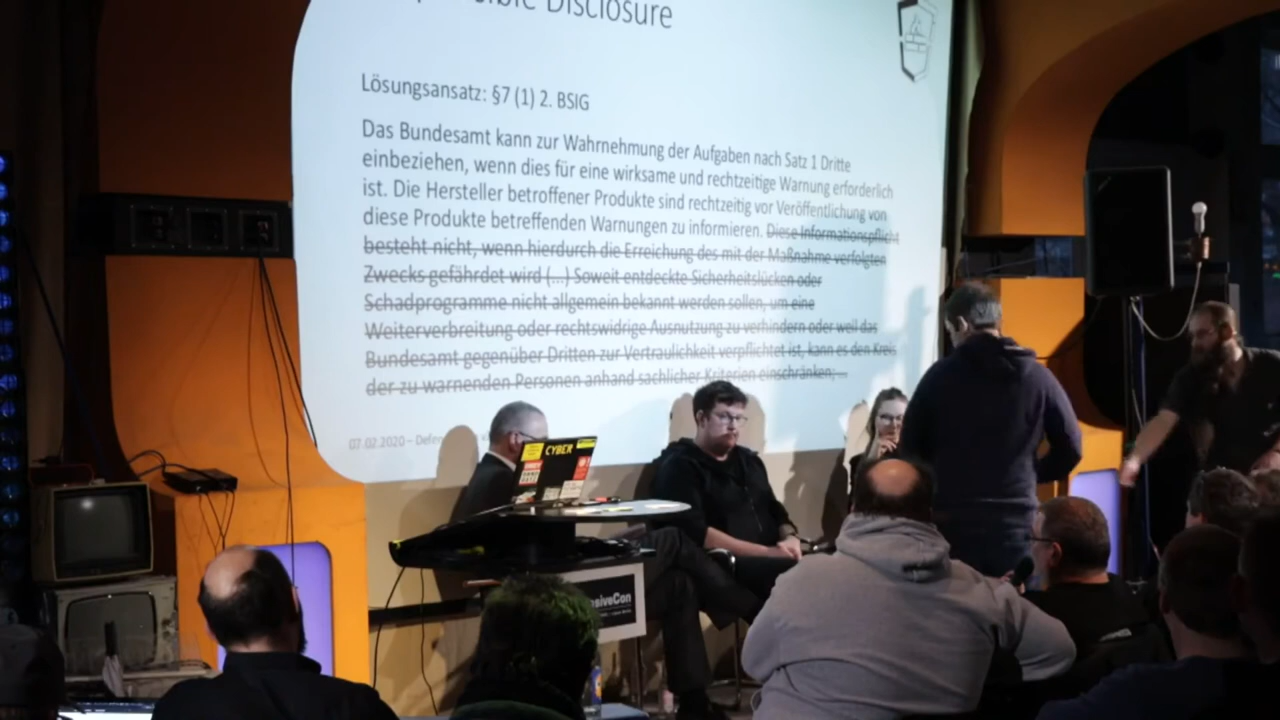 Disclosure
Lösungsansatz: §7 (1) 2. BSIG
Das Bundesamt kann zur Wahrnehmung der Aufgaben nach Satz 1 Dritte
einbeziehen, wenn dies für eine wirksame und rechtzeitige Warnung erforderlich
ist. Die Hersteller betroffener Produkte sind rechtzeitig vor Veröffentlichung von
diese Produkte betreffenden Warnungen zu informieren. Diese Informationspflicht
besteht nicht, wenn hierdurch die Erreichung des mit der Maßnahme verfolgten
Zwecks gefährdet wird (...) Soweit entdeckte Sicherheitslücken oder
Schadprogramme nicht allgemein bekannt werden sollen, um eine
Weiterverbreitung oder rechtswidrige Ausnutzung zu verhindern oder weil das
Bundesamt gegenüber Dritten zur Vertraulichkeit verpflichtet ist, kann es den Kreis
der zu warnenden Personen anhand sachlicher Kriterien einschränken; ...
07.02.2020 – Defen
CYBER
nsiveCon